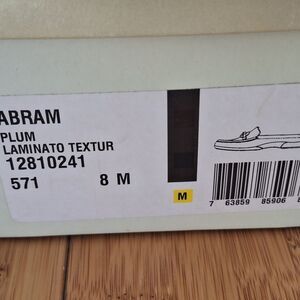 ABRAM
PLUM
LAMINATO TEXTUR
12810241
571 8 M
M
7 63859 85906